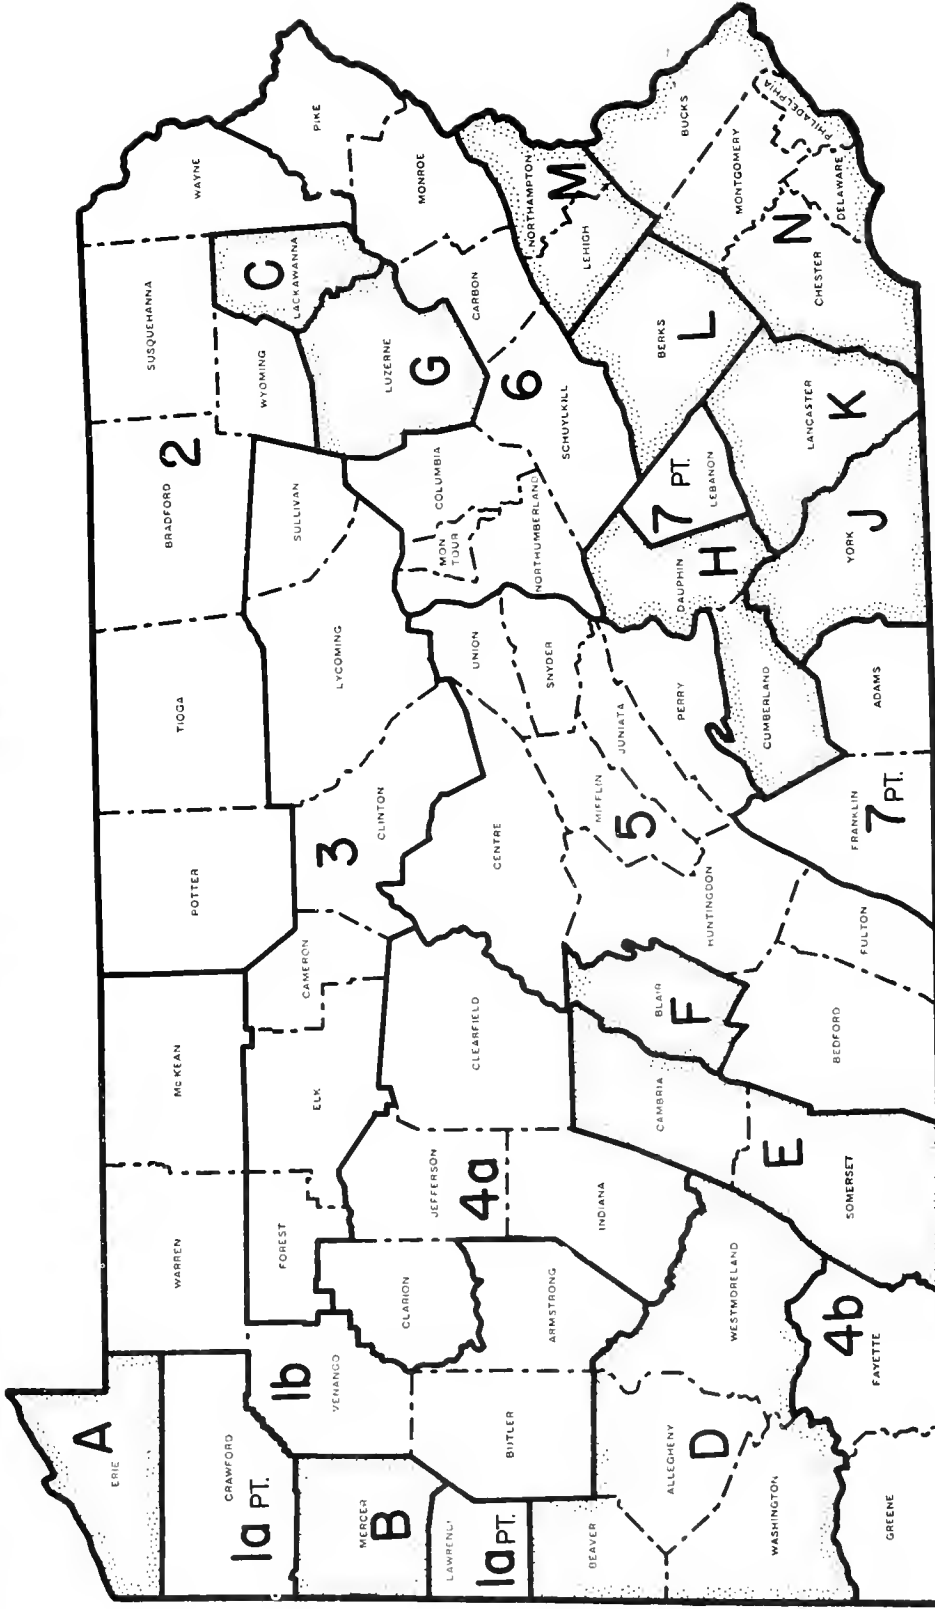 A
ERIE
CRAWFORD
1a PT.
WARREN
McKEAN
POTTER
TIOGA
BRADFORD
2
SUSQUEHANNA
WAYNE
WYOMING
C
LACKAWANNA
PIKE
MONROE
1b
VENANGO
FOREST
ELK
CAMERON
3
CLINTON
LYCOMING
SULLIVAN
LUZERNE
G
COLUMBIA
MON
TOUR
CARBON
6
SCHUYLKILL
NORTHUMBERLAND
MERCER
B
LAWRENCE
1a PT.
BUTLER
CLARION
ARMSTRONG
JEFFERSON
4a
INDIANA
CLEARFIELD
CENTRE
UNION
SNYDER
MIFFLIN
JUNIATA
5
PERRY
HUNTINGDON
NORTHAMPTON
M
LEHIGH
BUCKS
MONTGOMERY
PHILADELPHIA
DELAWARE
N
CHESTER
BERKS
L
LANCASTER
K
7 PT.
LEBANON
DAUPHIN
H
CUMBERLAND
YORK
J
ADAMS
FRANKLIN
7 PT.
FULTON
BEDFORD
BLAIR
F
CAMBRIA
E
SOMERSET
WESTMORELAND
4b
FAYETTE
BEAVER
ALLEGHENY
D
WASHINGTON
GREENE